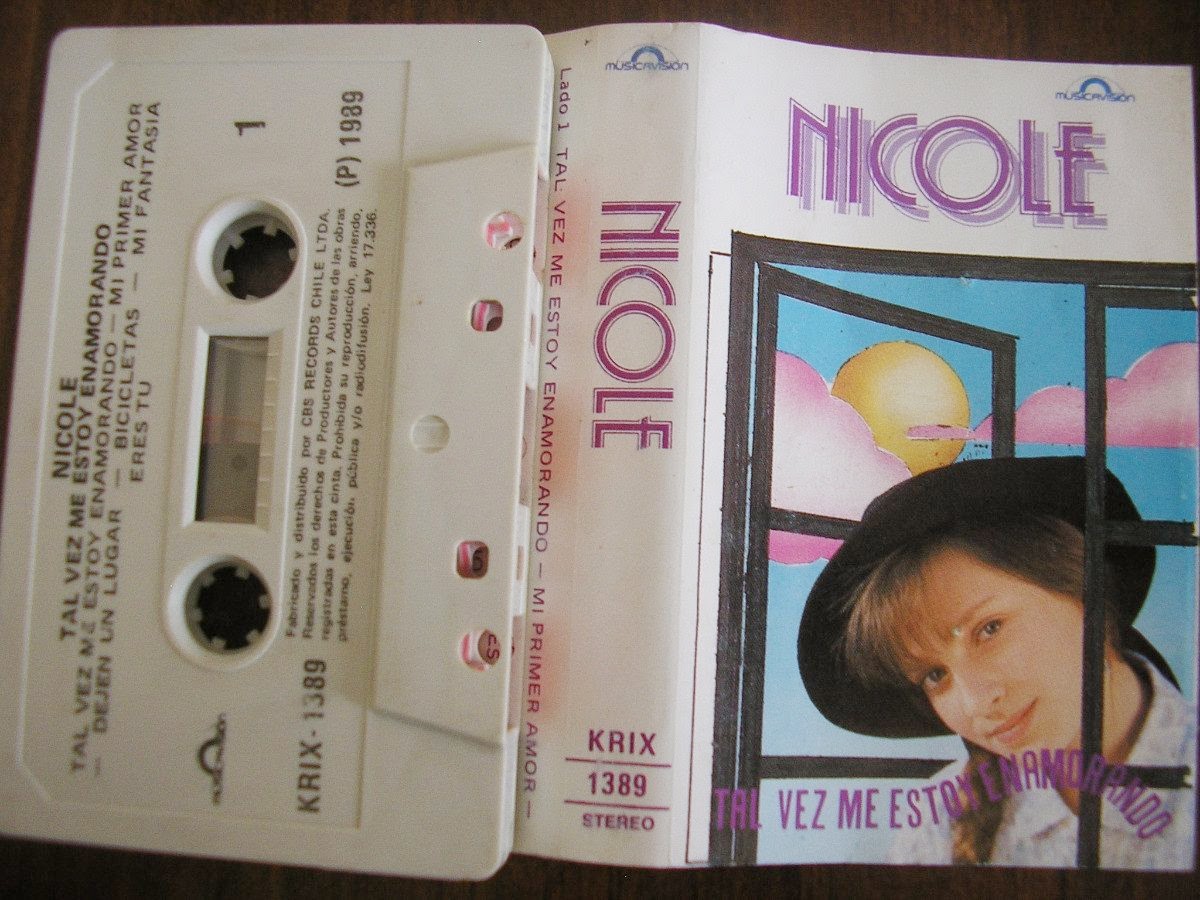 NICOLE
TAL VEZ ME ESTOY ENAMORANDO
TAL VEZ ME ESTOY ENAMORANDO — MI PRIMER AMOR
— DEJEN UN LUGAR — BICICLETAS — MI FANTASIA
ERES TU
1
musicavisión
Fabricado y distribuido por CBS RECORDS CHILE LTDA.
Reservados los derechos de Productores y Autores de las obras
registradas en esta cinta. Prohibida su reproducción, arriendo,
préstamo, ejecución pública y/o radiodifusión. Ley 17.336.
KRIX - 1389
(P) 1989
Lado 1 TAL VEZ ME ESTOY ENAMORANDO — MI PRIMER AMOR —
musicavisión
NICOLE
KRIX
1389
STEREO
musicavisión
NICOLE
TAL VEZ ME ESTOY ENAMORANDO